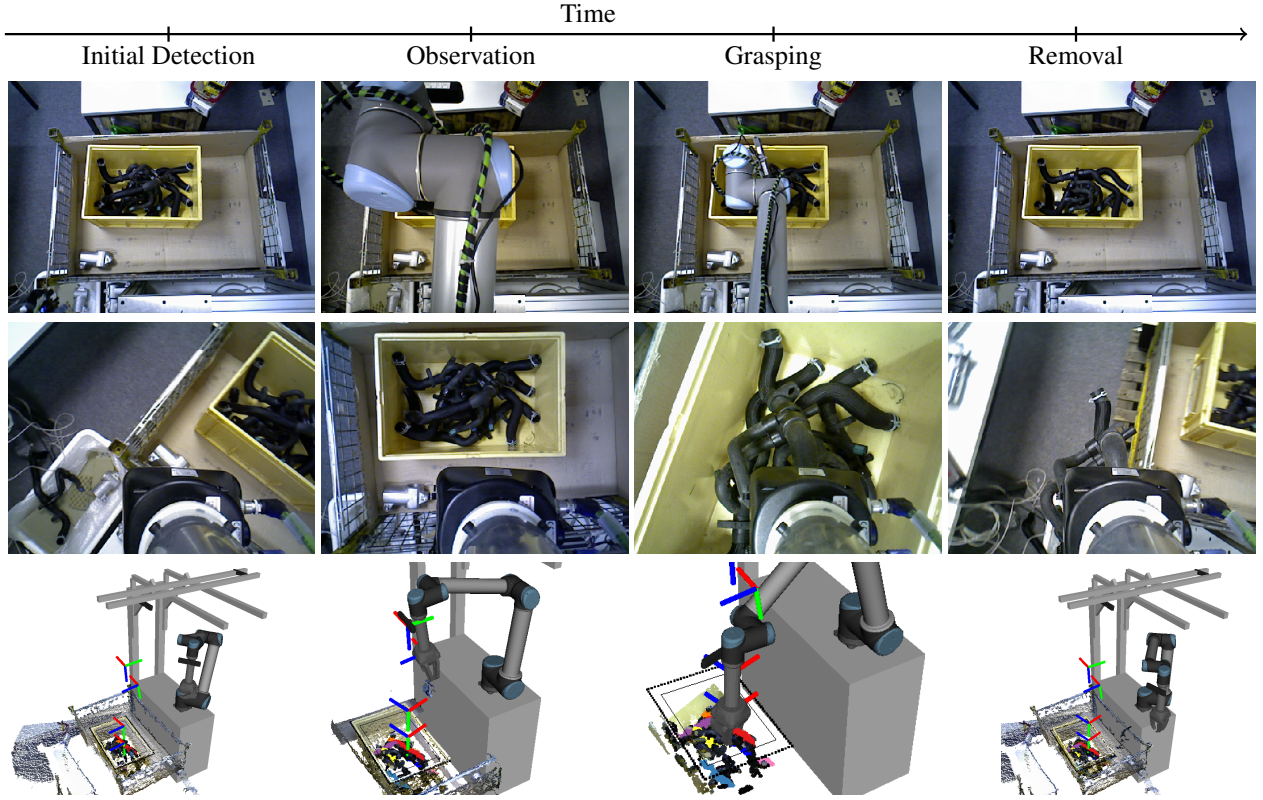 Time
Initial Detection
Observation
Grasping
Removal